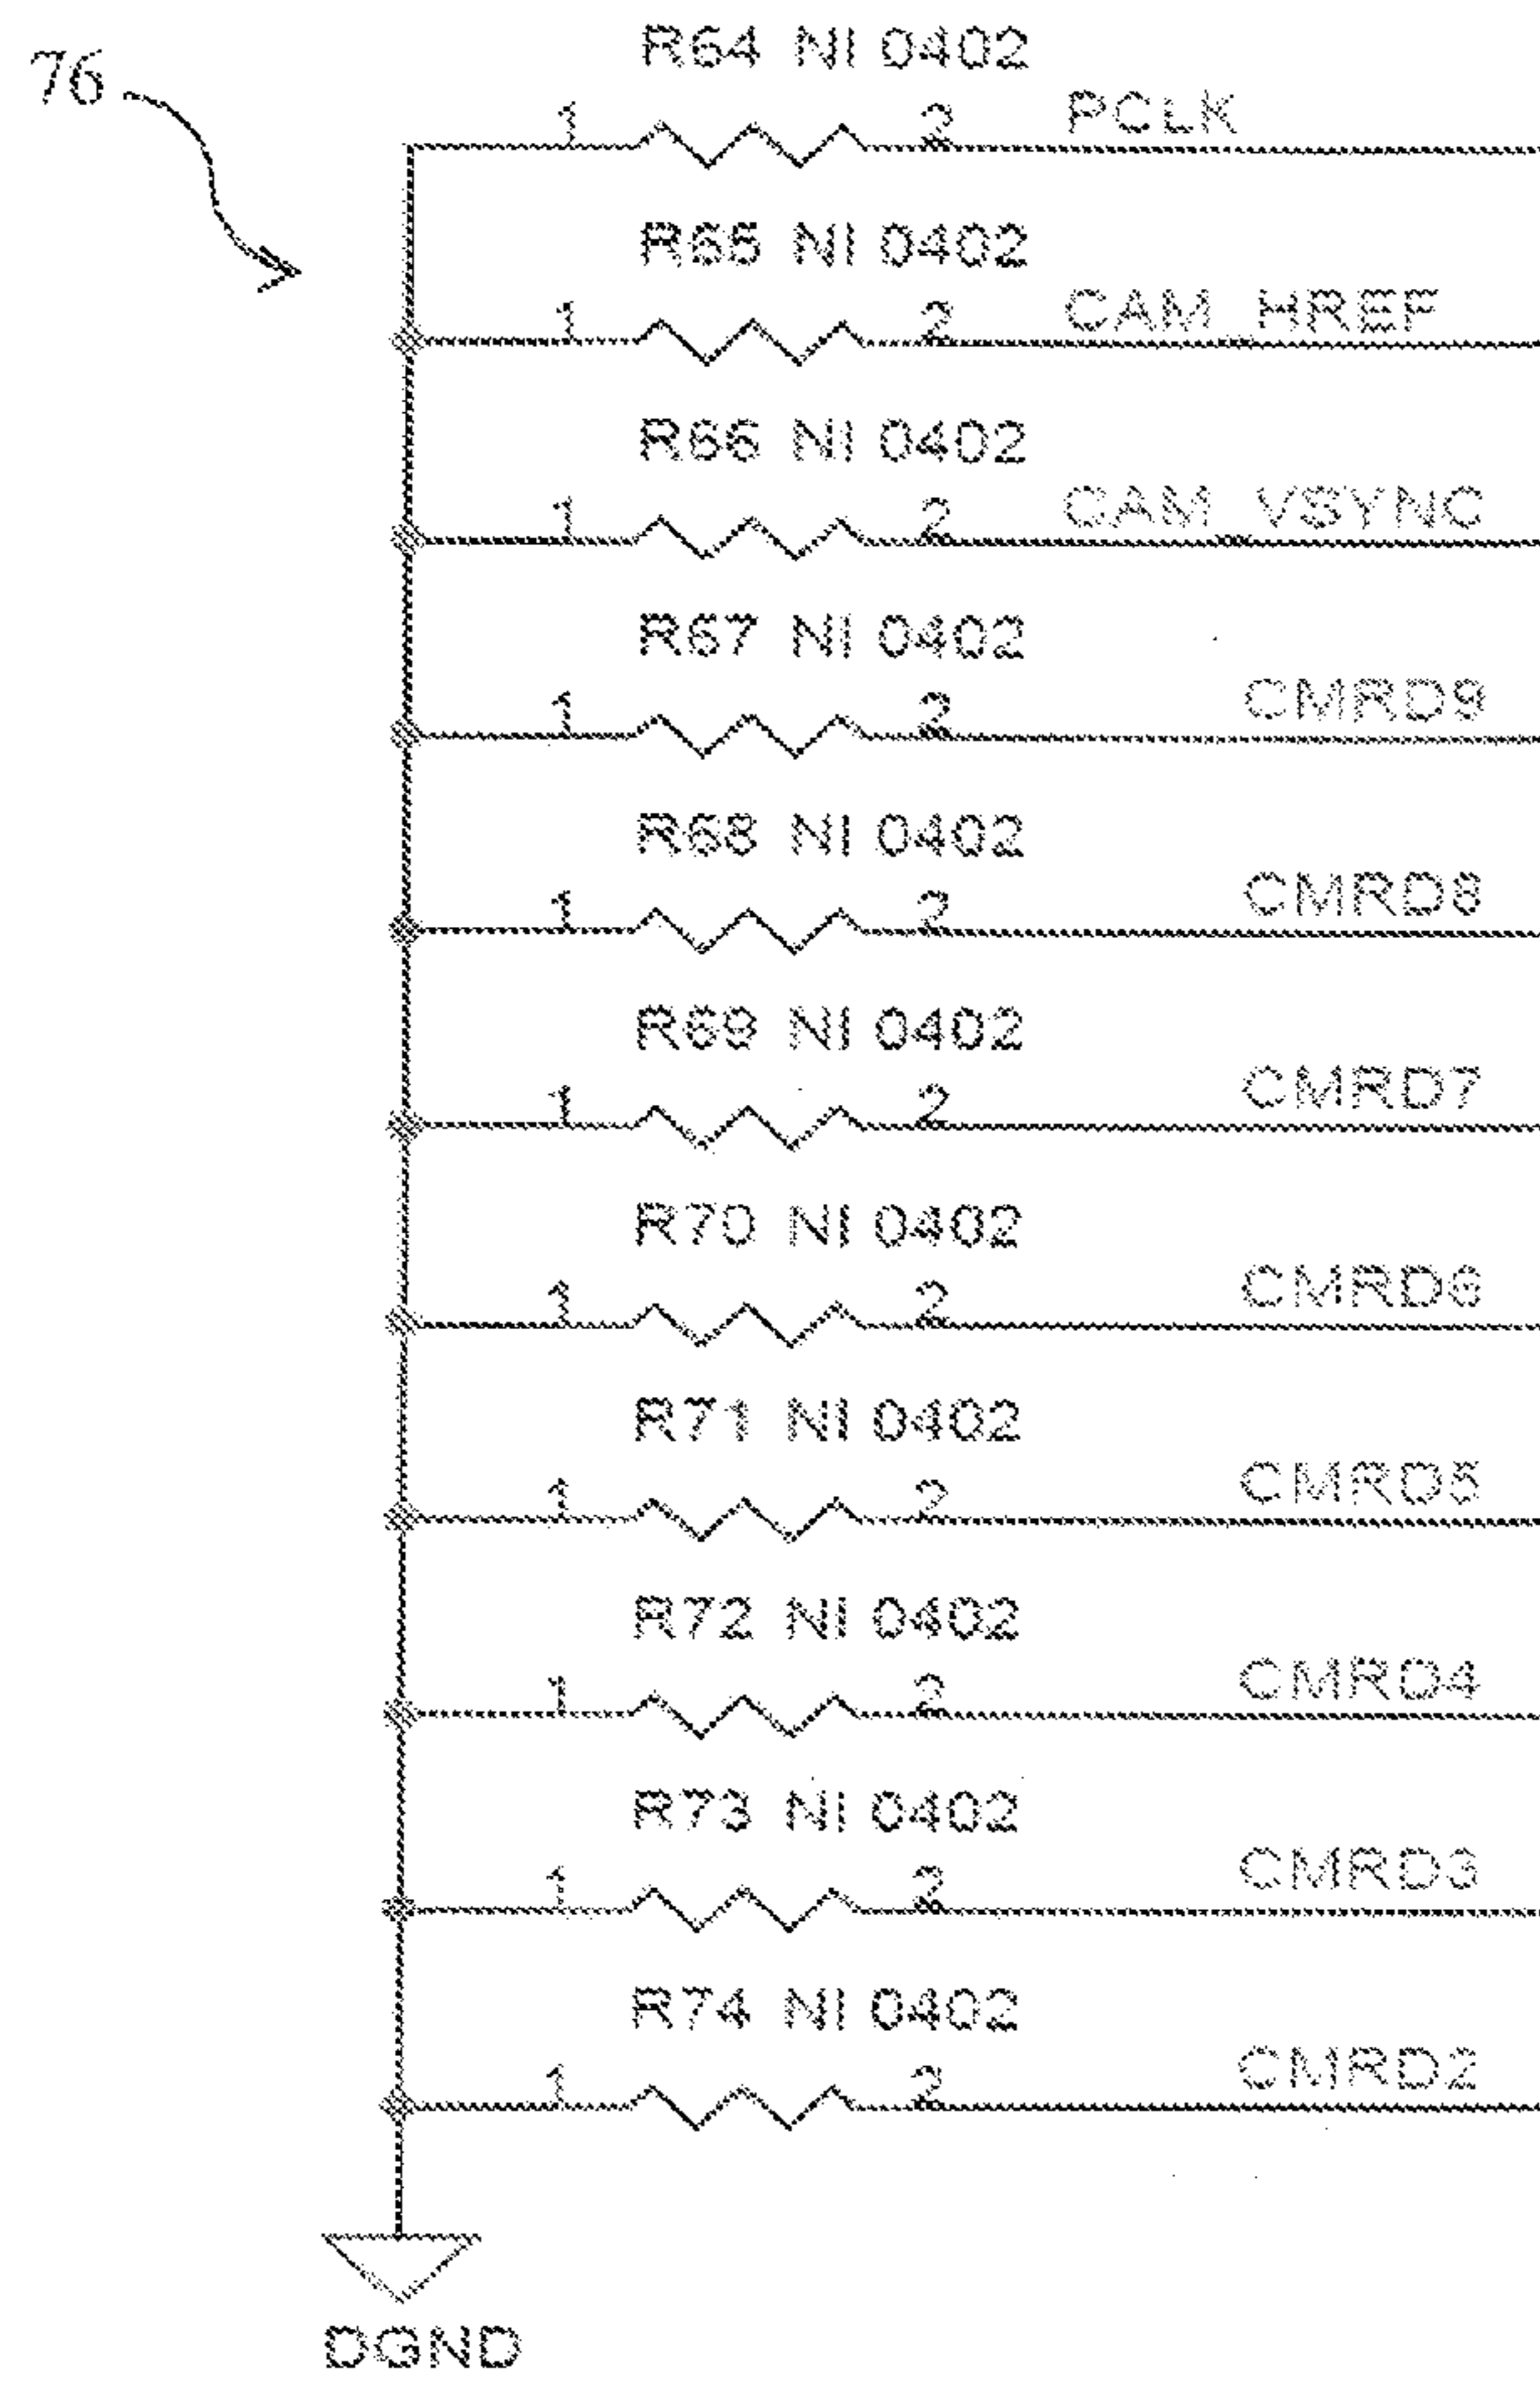 76
R64 NI 0402
1 2 PCLK
R65 NI 0402
1 2 CAM_HREF
R66 NI 0402
1 2 CAM_VSYNC
R67 NI 0402
1 2 CMRD9
R68 NI 0402
1 2 CMRD8
R69 NI 0402
1 2 CMRD7
R70 NI 0402
1 2 CMRD6
R71 NI 0402
1 2 CMRD5
R72 NI 0402
1 2 CMRD4
R73 NI 0402
1 2 CMRD3
R74 NI 0402
1 2 CMRD2
DGND